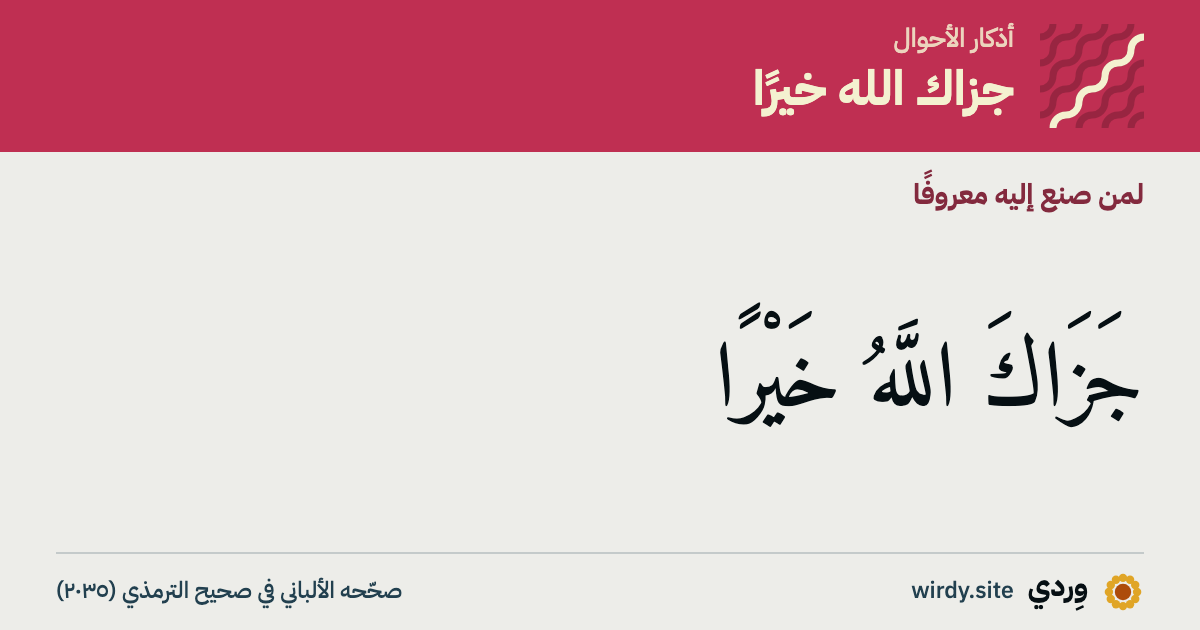 أذكار الأحوال
جزاك الله خيرًا
لمن صنع إليه معروفًا
جَزَاكَ اللَّهُ خَيْرًا
وِردي wirdy.site
صحّحه الألباني في صحيح الترمذي (٢٠٣٥)